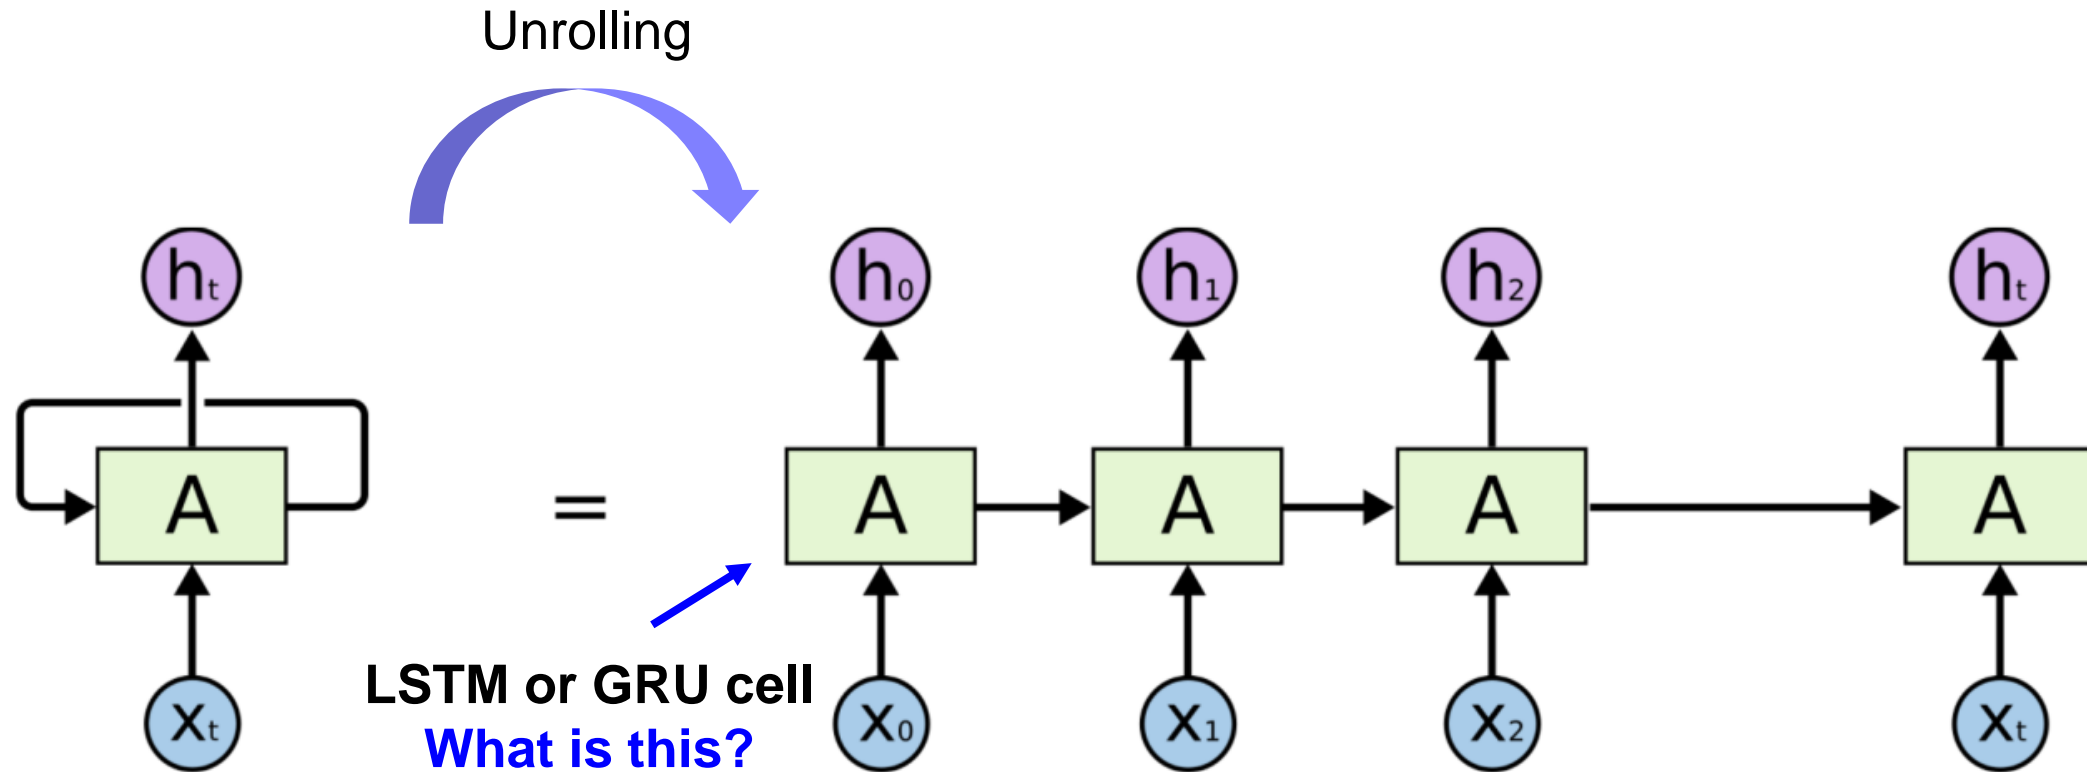 Unrolling
hₜ h₀ h₁ h₂ hₜ
A = A A A A
LSTM or GRU cell
What is this?
xₜ x₀ x₁ x₂ xₜ